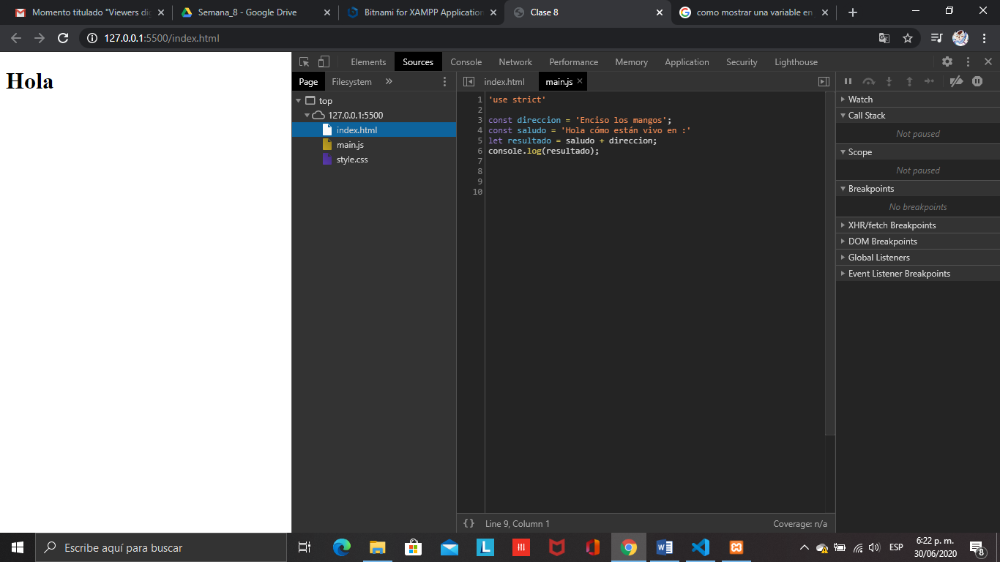 Momento titulado "Viewers dig
Semana_8 - Google Drive
Bitnami for XAMPP Application
Clase 8
como mostrar una variable en
127.0.0.1:5500/index.html
Hola
Elements Sources Console Network Performance Memory Application Security Lighthouse
Page Filesystem »
index.html main.js
top
127.0.0.1:5500
index.html
main.js
style.css
1 'use strict'
2
3 const direccion = 'Enciso los mangos';
4 const saludo = 'Hola cómo están vivo en :'
5 let resultado = saludo + direccion;
6 console.log(resultado);
7
8
9
10
Watch
Call Stack
Not paused
Scope
Not paused
Breakpoints
No breakpoints
XHR/fetch Breakpoints
DOM Breakpoints
Global Listeners
Event Listener Breakpoints
{} Line 9, Column 1
Coverage: n/a
Escribe aquí para buscar
ESP
6:22 p. m.
30/06/2020
8